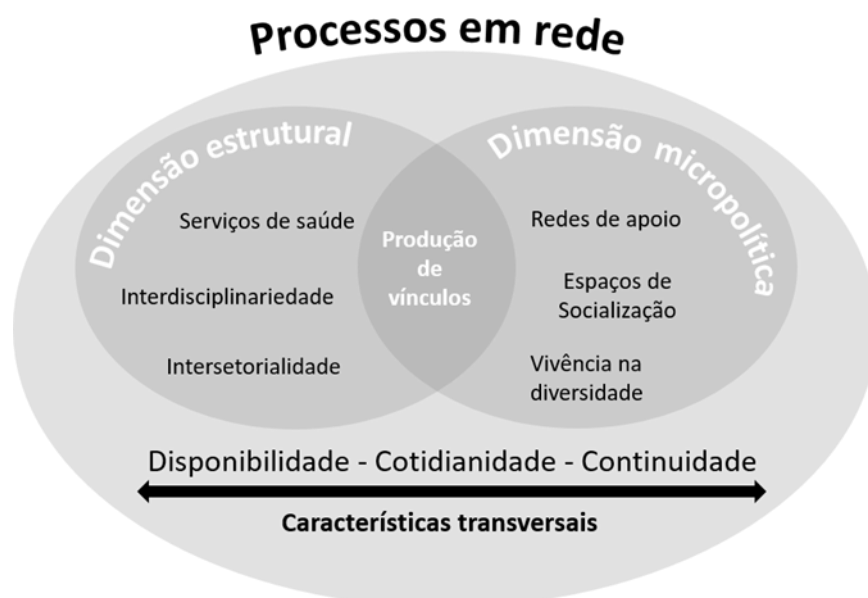 Processos em rede
Dimensão estrutural
Serviços de saúde
Interdisciplinariedade
Intersetorialidade
Produção
de
vínculos
Dimensão micropolítica
Redes de apoio
Espaços de
Socialização
Vivência na
diversidade
Disponibilidade - Cotidianidade - Continuidade
Características transversais